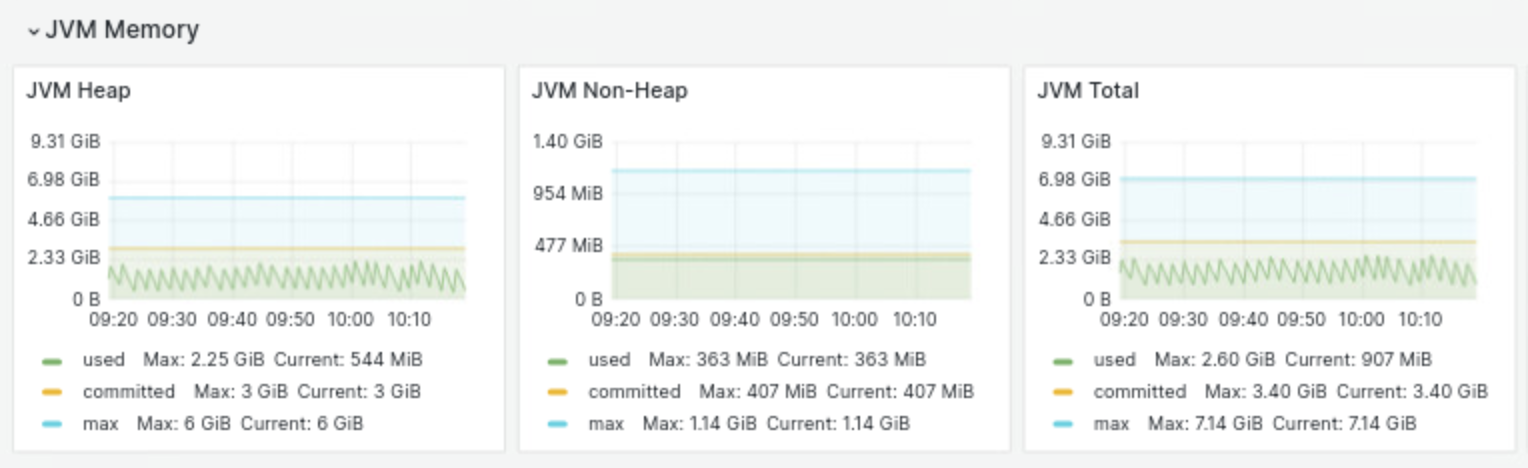 JVM Memory
JVM Heap
9.31 GiB
6.98 GiB
4.66 GiB
2.33 GiB
0 B
09:20 09:30 09:40 09:50 10:00 10:10
used Max: 2.25 GiB Current: 544 MiB
committed Max: 3 GiB Current: 3 GiB
max Max: 6 GiB Current: 6 GiB
JVM Non-Heap
1.40 GiB
954 MiB
477 MiB
0 B
09:20 09:30 09:40 09:50 10:00 10:10
used Max: 363 MiB Current: 363 MiB
committed Max: 407 MiB Current: 407 MiB
max Max: 1.14 GiB Current: 1.14 GiB
JVM Total
9.31 GiB
6.98 GiB
4.66 GiB
2.33 GiB
0 B
09:20 09:30 09:40 09:50 10:00 10:10
used Max: 2.60 GiB Current: 907 MiB
committed Max: 3.40 GiB Current: 3.40 GiB
max Max: 7.14 GiB Current: 7.14 GiB